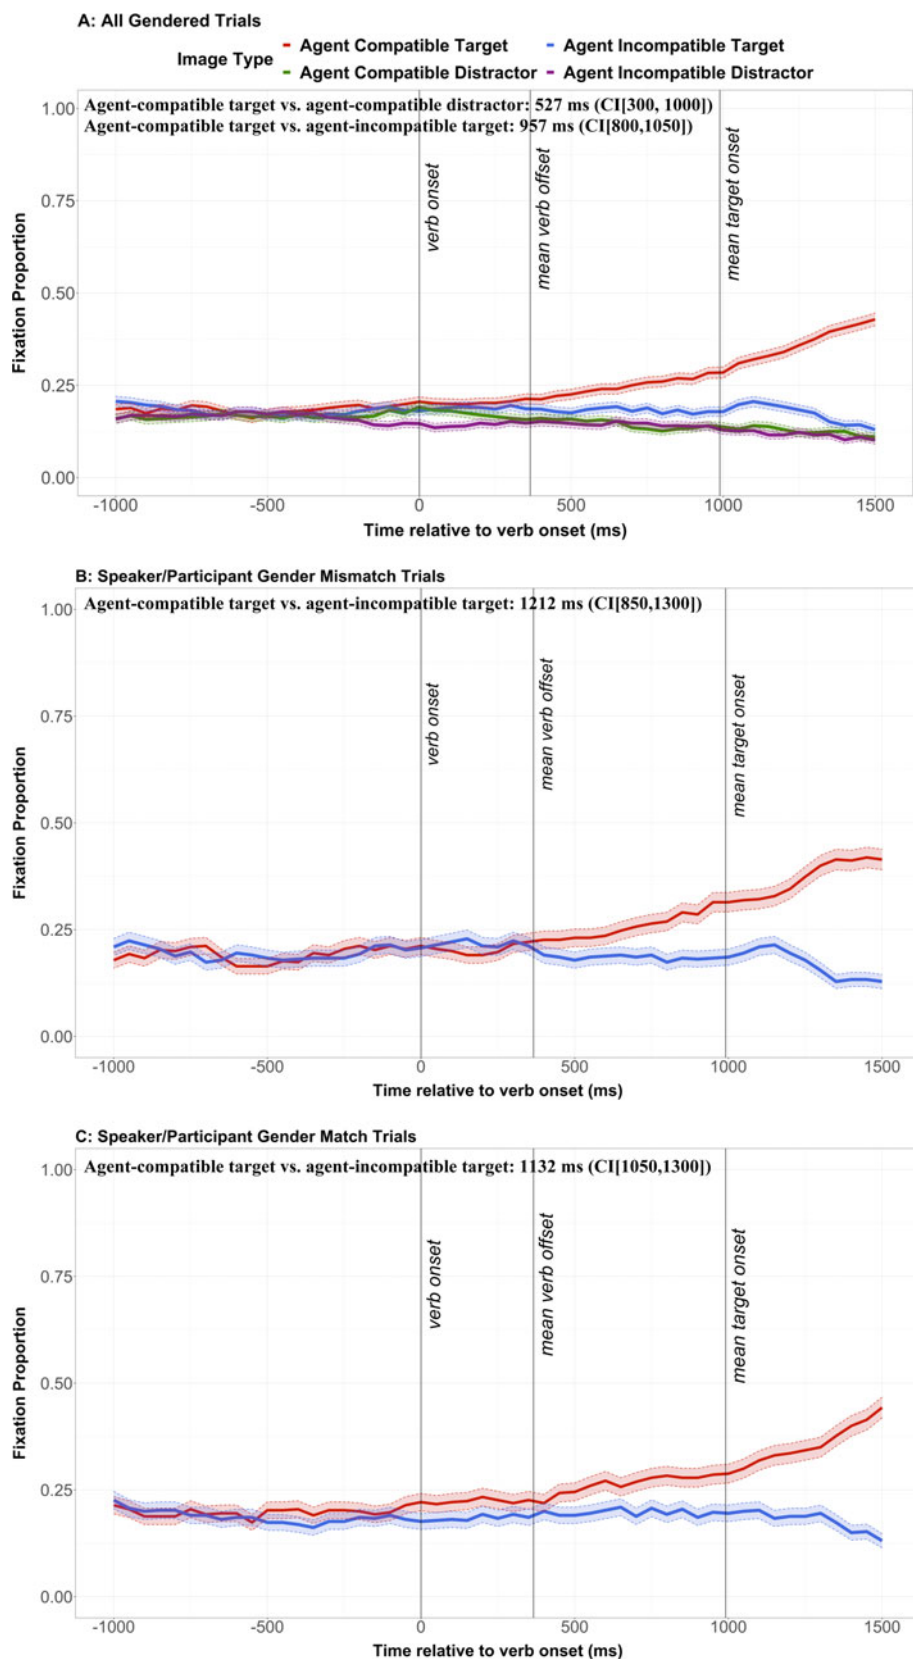 A: All Gendered Trials
Image Type
Agent Compatible Target
Agent Incompatible Target
Agent Compatible Distractor
Agent Incompatible Distractor
Agent-compatible target vs. agent-compatible distractor: 527 ms (CI[300, 1000])
Agent-compatible target vs. agent-incompatible target: 957 ms (CI[800,1050])
1.00
0.75
0.50
0.25
0.00
Fixation Proportion
verb onset
mean verb offset
mean target onset
-1000 -500 0 500 1000 1500
Time relative to verb onset (ms)
B: Speaker/Participant Gender Mismatch Trials
Agent-compatible target vs. agent-incompatible target: 1212 ms (CI[850,1300])
1.00
0.75
0.50
0.25
0.00
Fixation Proportion
verb onset
mean verb offset
mean target onset
-1000 -500 0 500 1000 1500
Time relative to verb onset (ms)
C: Speaker/Participant Gender Match Trials
Agent-compatible target vs. agent-incompatible target: 1132 ms (CI[1050,1300])
1.00
0.75
0.50
0.25
0.00
Fixation Proportion
verb onset
mean verb offset
mean target onset
-1000 -500 0 500 1000 1500
Time relative to verb onset (ms)